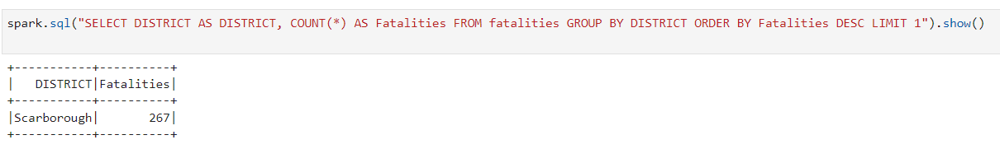 spark.sql("SELECT DISTRICT AS DISTRICT, COUNT(*) AS Fatalities FROM fatalities GROUP BY DISTRICT ORDER BY Fatalities DESC LIMIT 1").show()
+-----------+----------+
|   DISTRICT|Fatalities|
+-----------+----------+
|Scarborough|       267|
+-----------+----------+